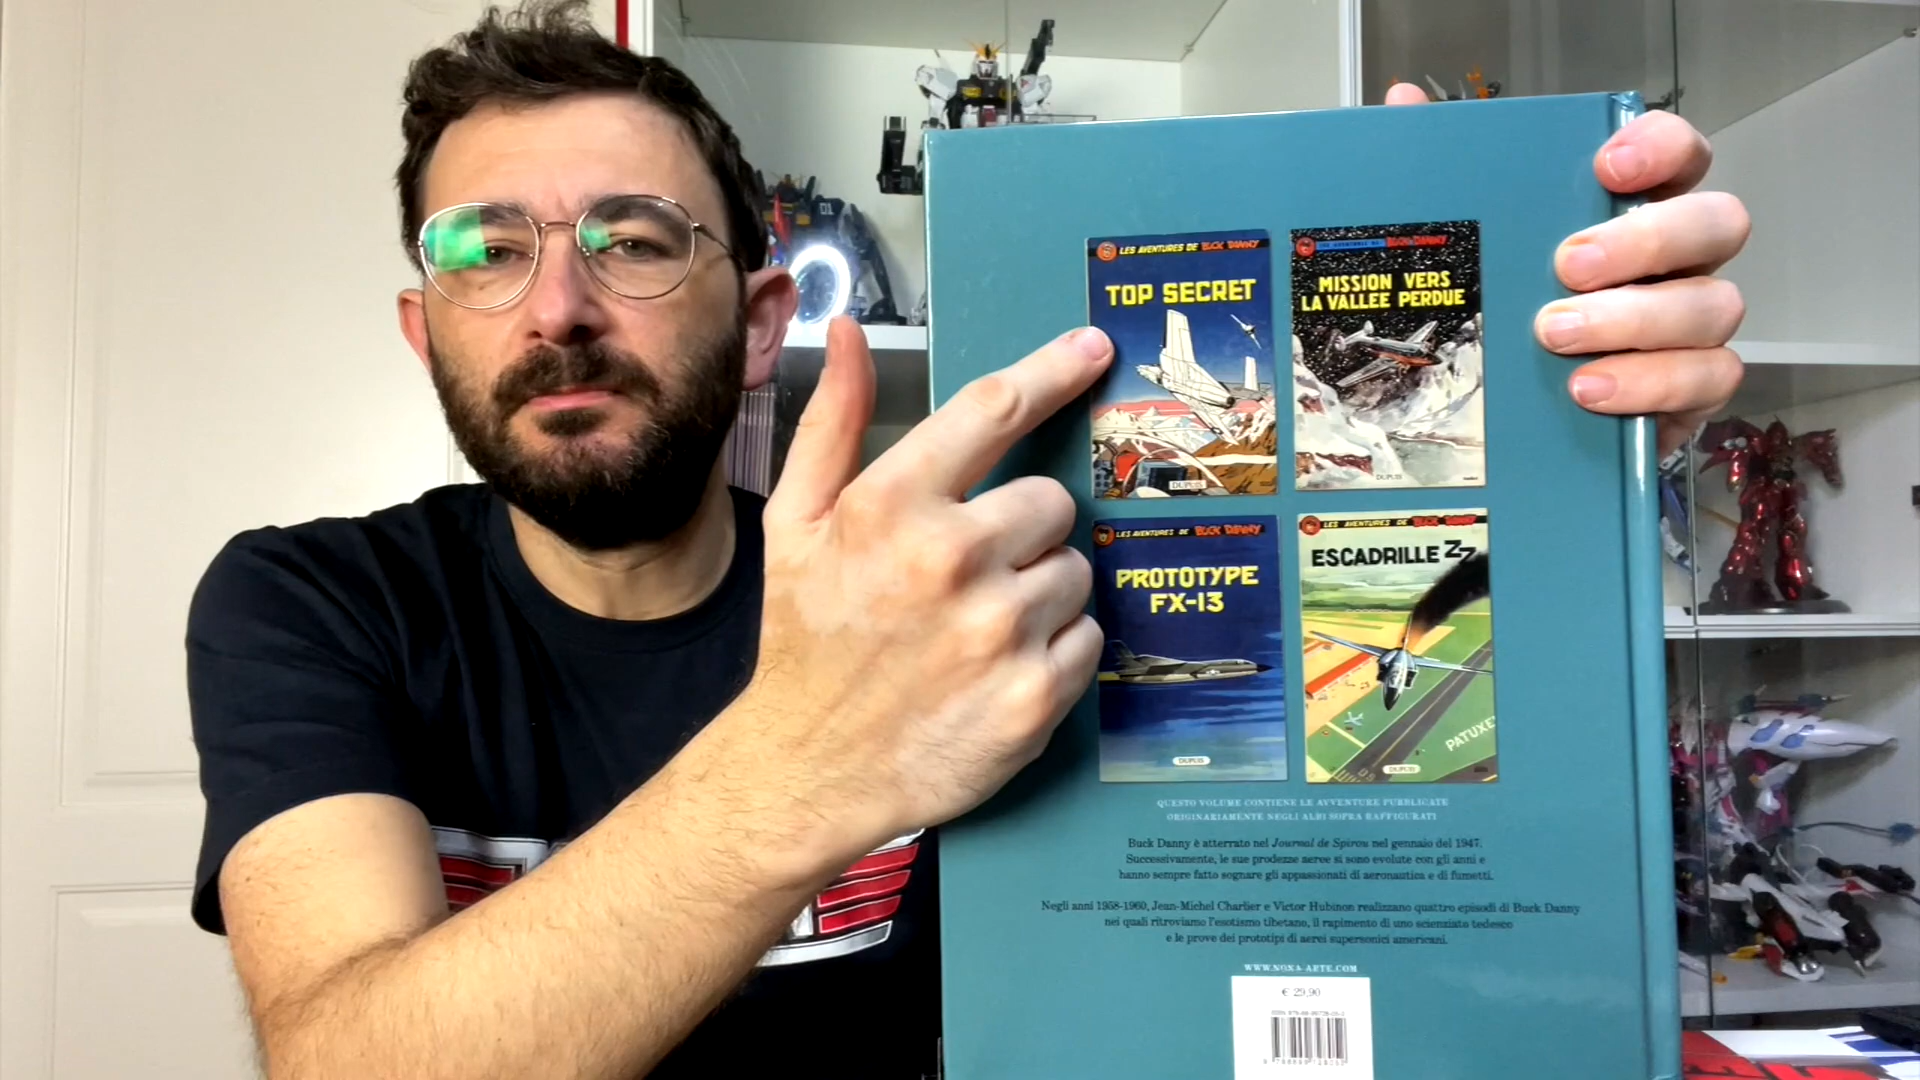 LES AVENTURES DE BUCK DANNY
TOP SECRET
DUPUIS
BUCK DANNY
MISSION VERS
LA VALLEE PERDUE
DUPUIS
LES AVENTURES DE BUCK DANNY
PROTOTYPE
FX-13
DUPUIS
LES AVENTURES DE BUCK DANNY
ESCADRILLE ZZ
PATUXE
DUPUIS
QUESTO VOLUME CONTIENE LE AVVENTURE PUBBLICATE
ORIGINARIAMENTE NEGLI ALBI SOPRA RAFFIGURATI
Buck Danny è atterrato nel Journal de Spirou nel gennaio del 1947.
Successivamente, le sue prodezze aeree si sono evolute con gli anni e
hanno sempre fatto sognare gli appassionati di aeronautica e di fumetti.
Negli anni 1958-1960, Jean-Michel Charlier e Victor Hubinon realizzano quattro episodi di Buck Danny
nei quali ritroviamo l'esotismo tibetano, il rapimento di uno scienziato tedesco
e le prove dei prototipi di aerei supersonici americani.
WWW.NONA-ARTE.COM
€ 29,90
01